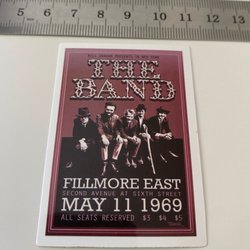 5 6 7 8 9 10 11 12 13
BILL GRAHAM PRESENTS IN NEW YORK
THE
BAND
FILLMORE EAST
SECOND AVENUE AT SIXTH STREET
MAY 11 1969
ALL SEATS RESERVED $3 $4 $5